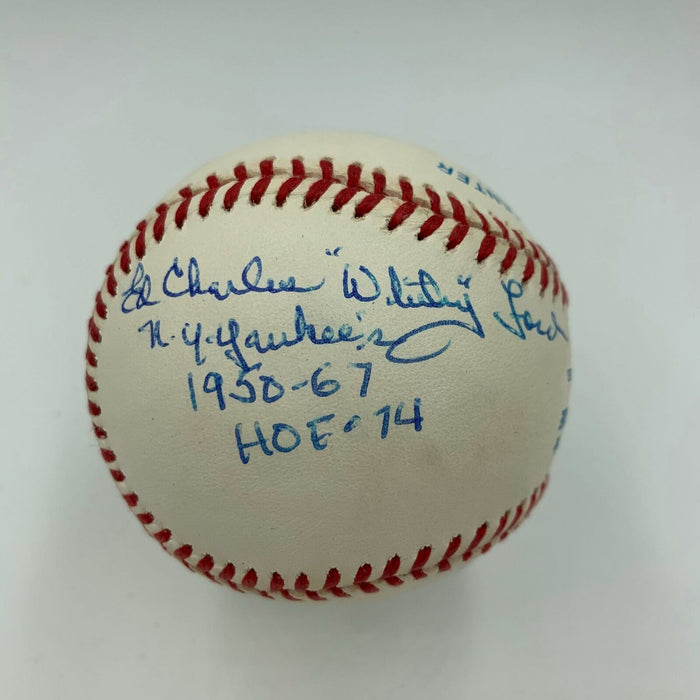 Ed Charles "Whitey" Ford
N.Y. Yankee's
1950-67
HOF. 74